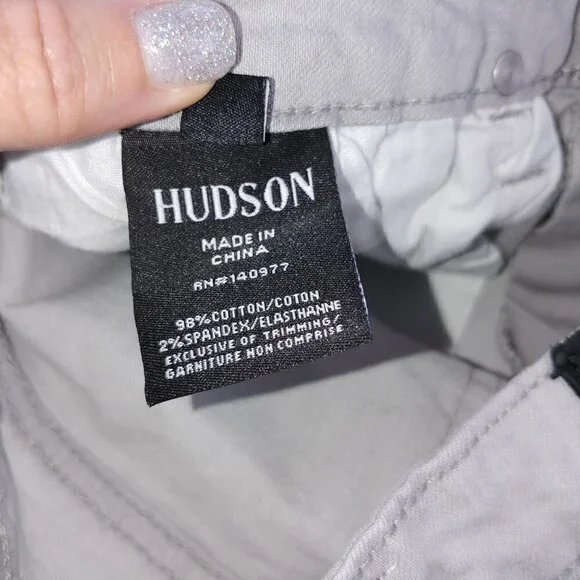 HUDSON
MADE IN
CHINA
RN#140977
98%COTTON/COTON
2%SPANDEX/ELASTHANNE
EXCLUSIVE OF TRIMMING/
GARNITURE NON COMPRISE